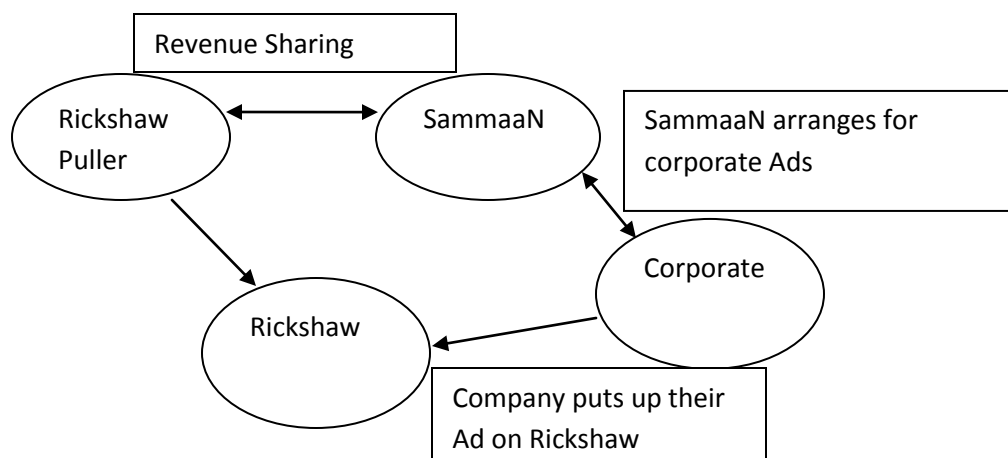 Revenue Sharing
Rickshaw
Puller
SammaaN
SammaaN arranges for
corporate Ads
Corporate
Rickshaw
Company puts up their
Ad on Rickshaw